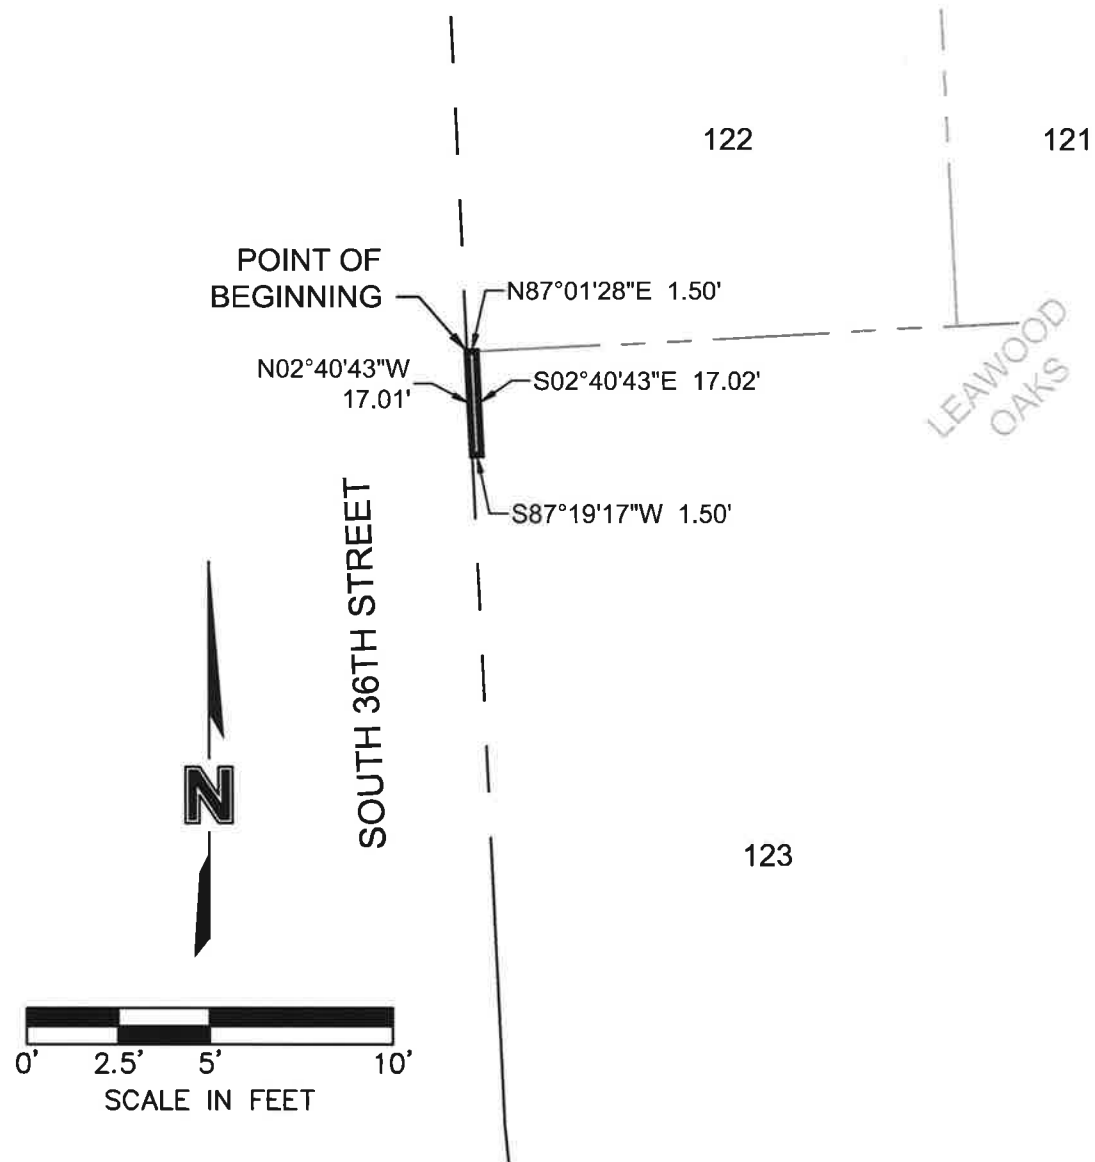 122
121
POINT OF
BEGINNING
N87°01'28"E 1.50'
N02°40'43"W
17.01'
S02°40'43"E 17.02'
LEAWOOD
OAKS
S87°19'17"W 1.50'
SOUTH 36TH STREET
N
123
0' 2.5' 5' 10'
SCALE IN FEET